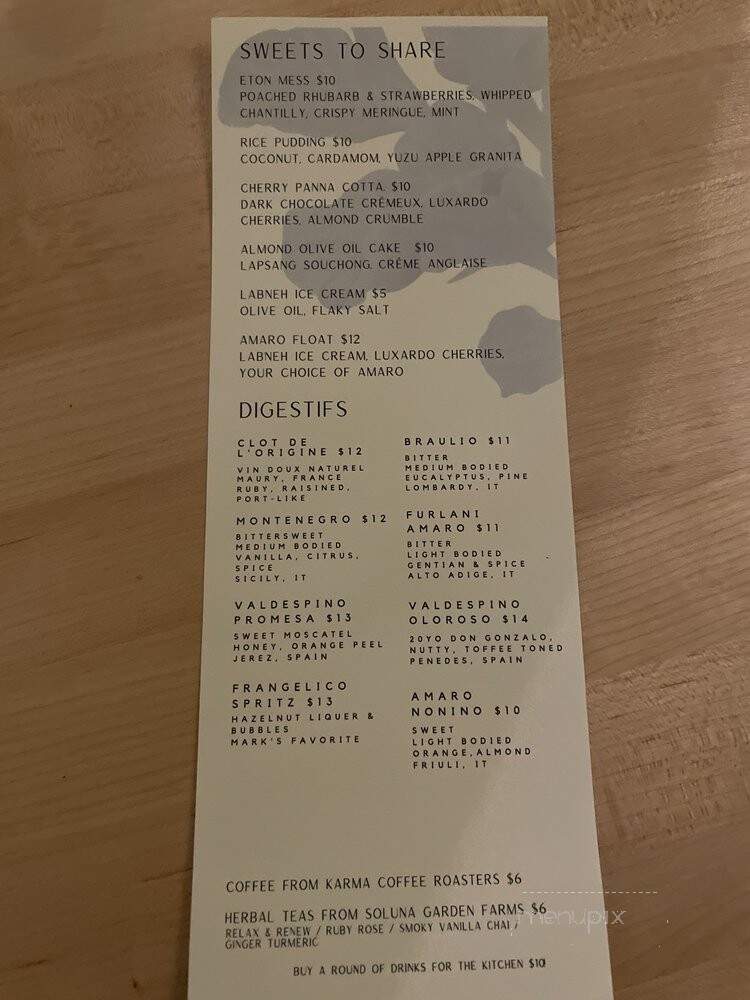 SWEETS TO SHARE
ETON MESS $10
POACHED RHUBARB & STRAWBERRIES, WHIPPED
CHANTILLY, CRISPY MERINGUE, MINT
RICE PUDDING $10
COCONUT, CARDAMOM, YUZU APPLE GRANITA
CHERRY PANNA COTTA. $10
DARK CHOCOLATE CRÉMEUX, LUXARDO
CHERRIES, ALMOND CRUMBLE
ALMOND OLIVE OIL CAKE $10
LAPSANG SOUCHONG. CRÉME ANGLAISE
LABNEH ICE CREAM $5
OLIVE OIL, FLAKY SALT
AMARO FLOAT $12
LABNEH ICE CREAM, LUXARDO CHERRIES,
YOUR CHOICE OF AMARO
DIGESTIFS
CLOT DE
L'ORIGINE $12
VIN DOUX NATUREL
MAURY, FRANCE
RUBY, RAISINED,
PORT-LIKE
BRAULIO $11
BITTER
MEDIUM BODIED
EUCALYPTUS, PINE
LOMBARDY, IT
MONTENEGRO $12
BITTERSWEET
MEDIUM BODIED
VANILLA, CITRUS,
SPICE
SICILY, IT
FURLANI
AMARO $11
BITTER
LIGHT BODIED
GENTIAN & SPICE
ALTO ADIGE, IT
VALDESPINO
PROMESA $13
SWEET MOSCATEL
HONEY, ORANGE PEEL
JEREZ, SPAIN
VALDESPINO
OLOROSO $14
20YO DON GONZALO,
NUTTY, TOFFEE TONED
PENEDES, SPAIN
FRANGELICO
SPRITZ $13
HAZELNUT LIQUER &
BUBBLES
MARK'S FAVORITE
AMARO
NONINO $10
SWEET
LIGHT BODIED
ORANGE,ALMOND
FRIULI, IT
COFFEE FROM KARMA COFFEE ROASTERS $6
HERBAL TEAS FROM SOLUNA GARDEN FARMS $6
RELAX & RENEW / RUBY ROSE / SMOKY VANILLA CHAI /
GINGER TURMERIC
BUY A ROUND OF DRINKS FOR THE KITCHEN $10
menupix